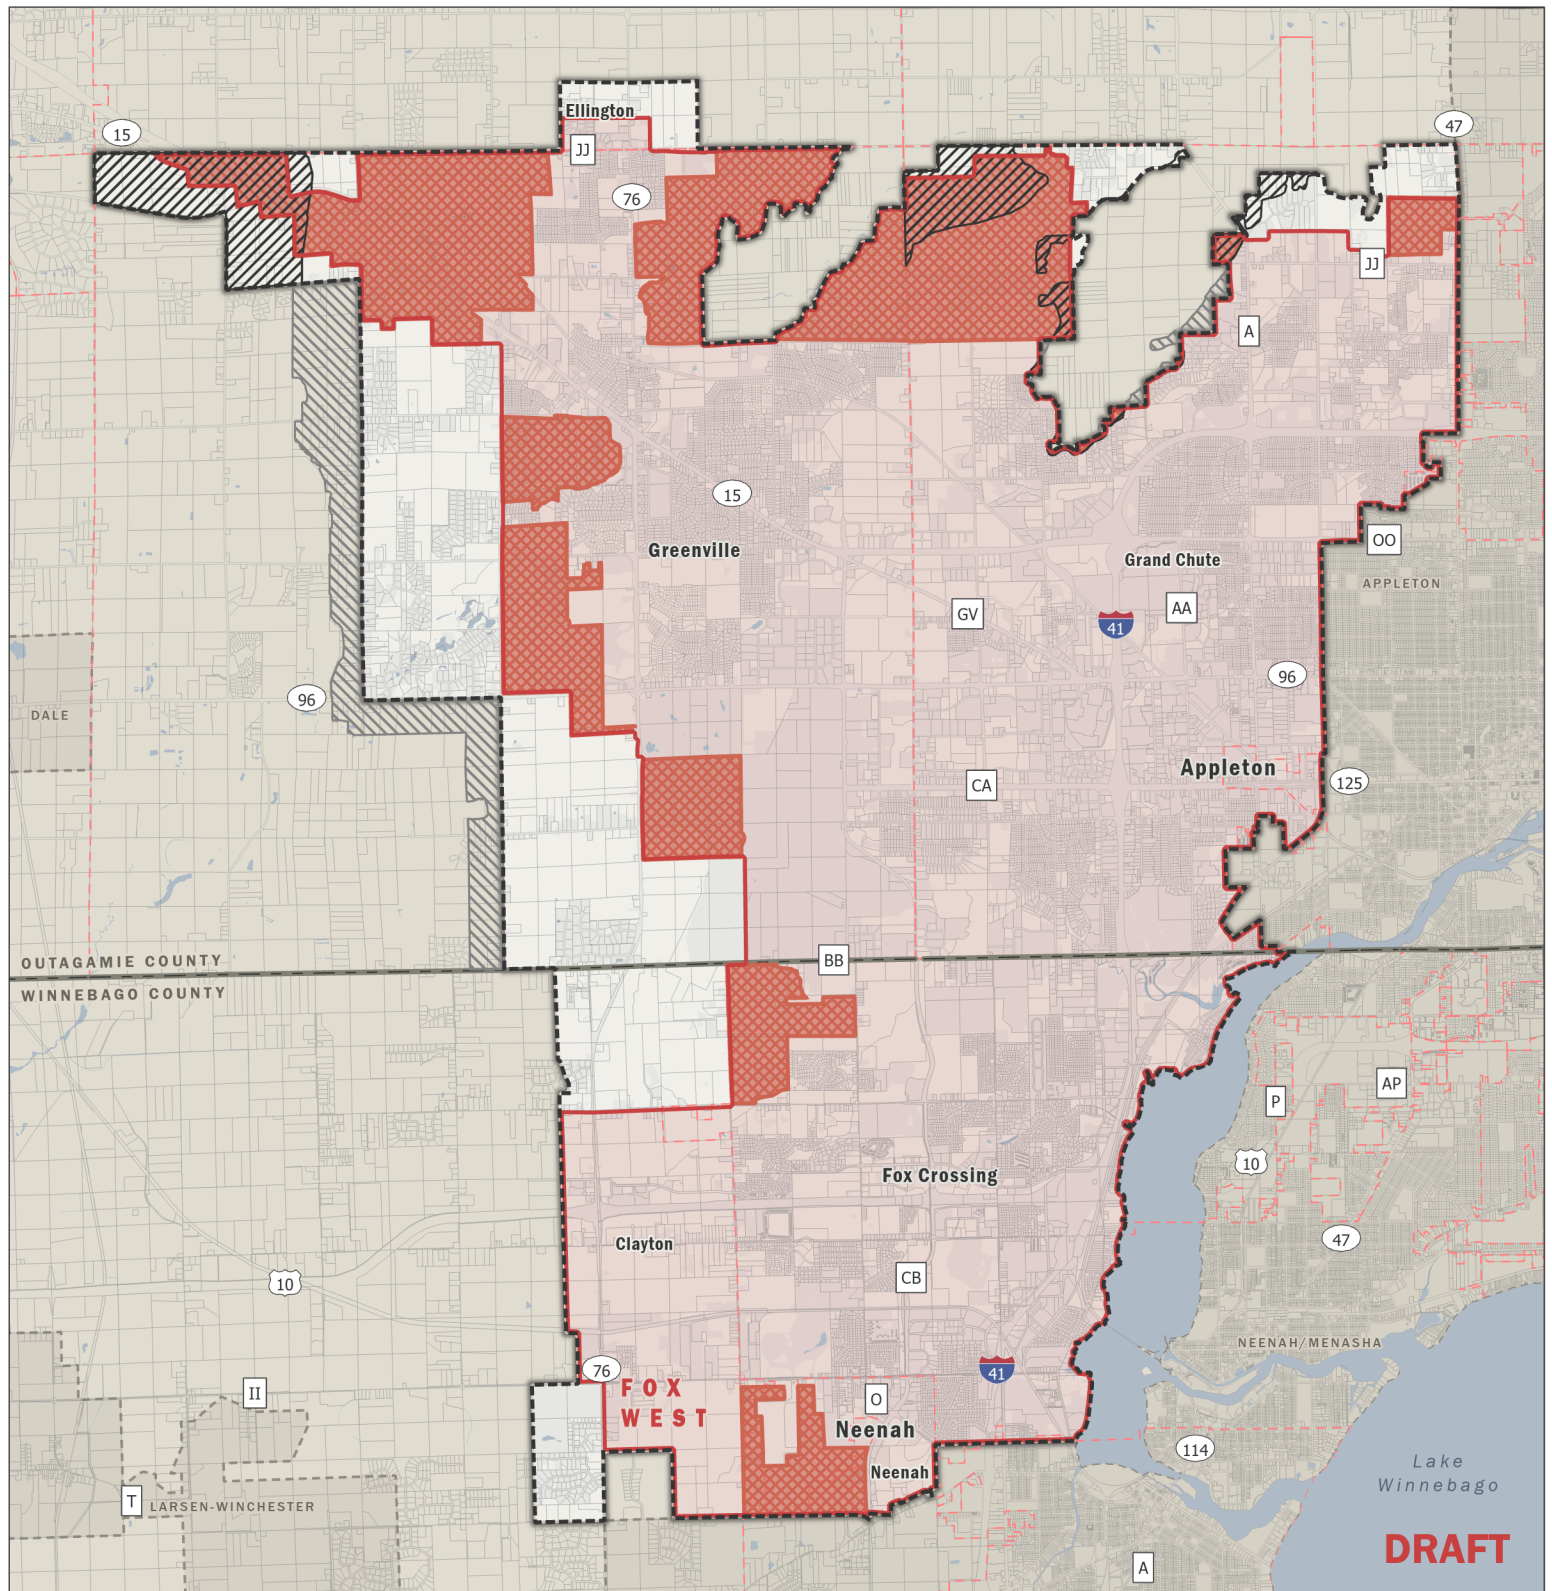 Ellington
15
47
JJ
76
JJ
A
15
Greenville
OO
Grand Chute
APPLETON
GV
AA
41
96
96
DALE
Appleton
CA
125
BB
OUTAGAMIE COUNTY
WINNEBAGO COUNTY
AP
P
10
Fox Crossing
Clayton
47
CB
10
NEENAH/MENASHA
76
41
II
FOX
WEST
O
Neenah
114
Neenah
Lake
Winnebago
T
LARSEN-WINCHESTER
DRAFT
A